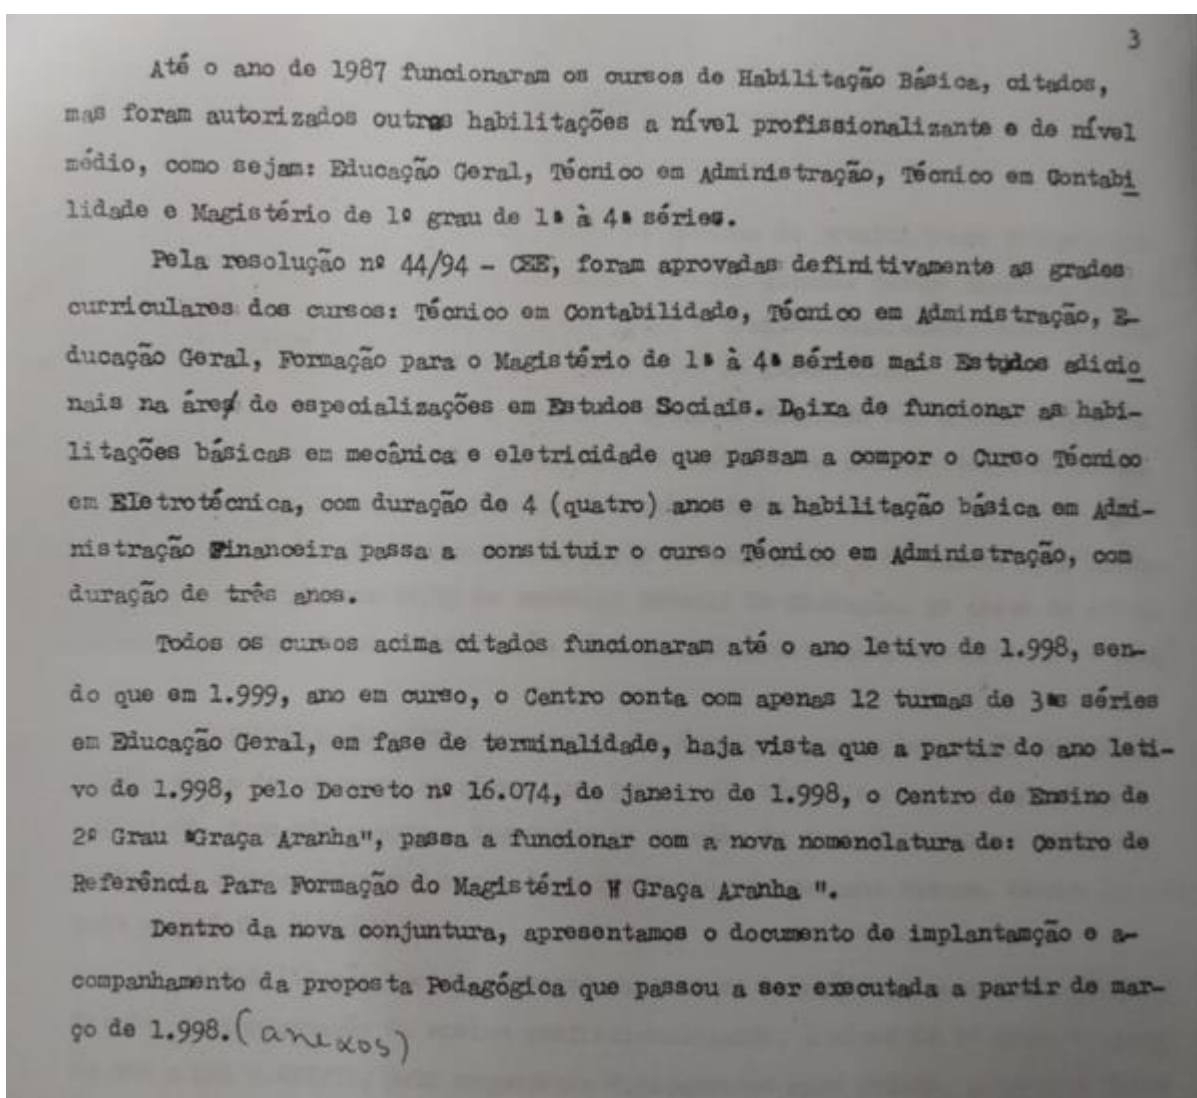 3
Até o ano de 1987 funcionaram os cursos de Habilitação Básica, citados,
mas foram autorizados outras habilitações a nível profissionalizante e de nível
médio, como sejam: Educação Geral, Técnico em Administração, Técnico em Contabi
lidade e Magistério de 1º grau de 1ª à 4ª séries.
Pela resolução nº 44/94 - CEE, foram aprovadas definitivamente as grades
curriculares dos cursos: Técnico em Contabilidade, Técnico em Administração, E-
ducação Geral, Formação para o Magistério de 1ª à 4ª séries mais Estudos adicio
nais na área de especializações em Estudos Sociais. Deixa de funcionar as habi-
litações básicas em mecânica e eletricidade que passam a compor o Curso Técnico
em Eletrotécnica, com duração de 4 (quatro) anos e a habilitação básica em Admi-
nistração Financeira passa a constituir o curso Técnico em Administração, com
duração de três anos.
Todos os cursos acima citados funcionaram até o ano letivo de 1.998, sen-
do que em 1.999, ano em curso, o Centro conta com apenas 12 turmas de 3ªs séries
em Educação Geral, em fase de terminalidade, haja vista que a partir do ano leti-
vo de 1.998, pelo Decreto nº 16.074, de janeiro de 1.998, o Centro de Ensino de
2º Grau "Graça Aranha", passa a funcionar com a nova nomenclatura de: Centro de
Referência Para Formação do Magistério " Graça Aranha ".
Dentro da nova conjuntura, apresentamos o documento de implantamção e a-
companhamento da proposta Pedagógica que passou a ser executada a partir de mar-
ço de 1.998. (anexos)